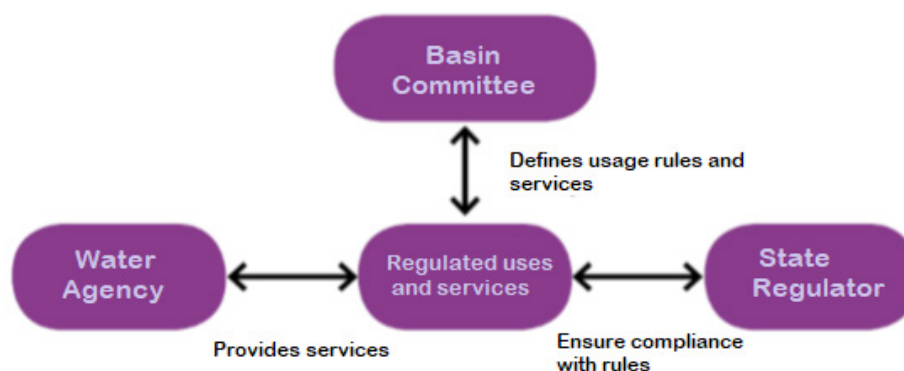 Basin
Committee
Defines usage rules and
services
Water
Agency
Regulated uses
and services
State
Regulator
Provides services
Ensure compliance
with rules